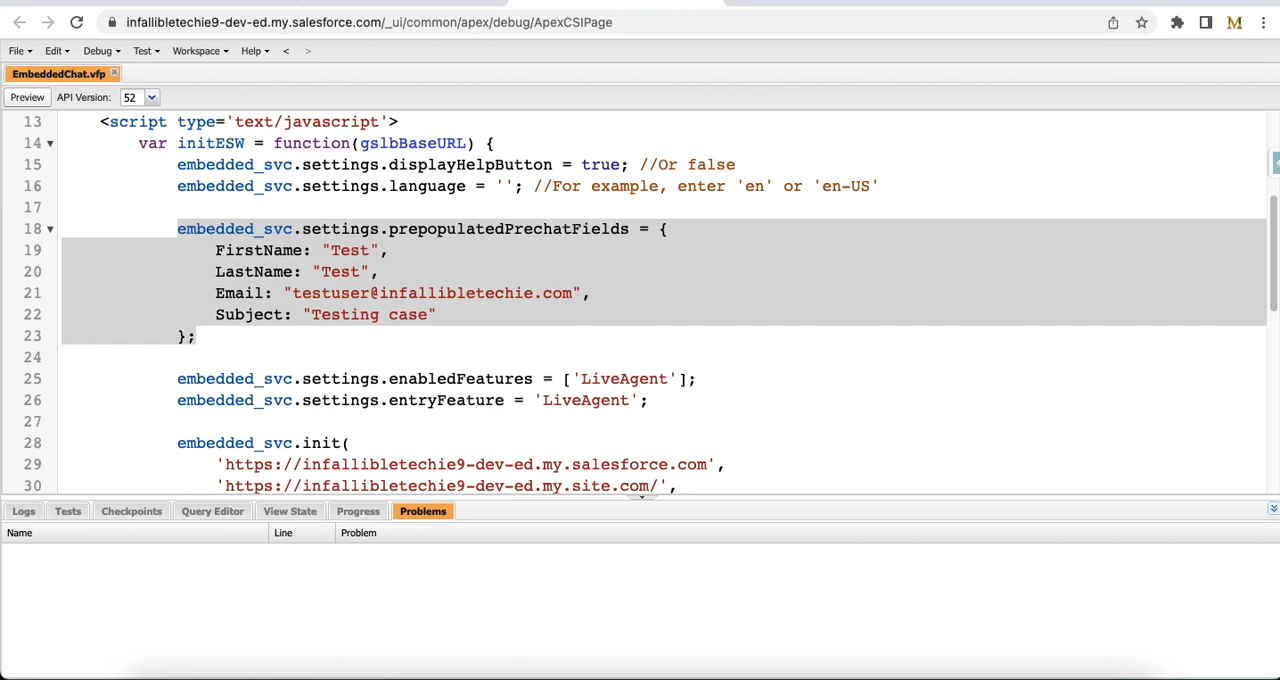 infallibletechie9-dev-ed.my.salesforce.com/_ui/common/apex/debug/ApexCSIPage
M
File Edit Debug Test Workspace Help < >
EmbeddedChat.vfp
Preview API Version: 52
13 <script type='text/javascript'>
14 var initESW = function(gslbBaseURL) {
15 embedded_svc.settings.displayHelpButton = true; //Or false
16 embedded_svc.settings.language = ''; //For example, enter 'en' or 'en-US'
17
18 embedded_svc.settings.prepopulatedPrechatFields = {
19 FirstName: "Test",
20 LastName: "Test",
21 Email: "testuser@infallibletechie.com",
22 Subject: "Testing case"
23 };
24
25 embedded_svc.settings.enabledFeatures = ['LiveAgent'];
26 embedded_svc.settings.entryFeature = 'LiveAgent';
27
28 embedded_svc.init(
29 'https://infallibletechie9-dev-ed.my.salesforce.com',
30 'https://infallibletechie9-dev-ed.my.site.com/',
Logs Tests Checkpoints Query Editor View State Progress Problems
Name Line Problem